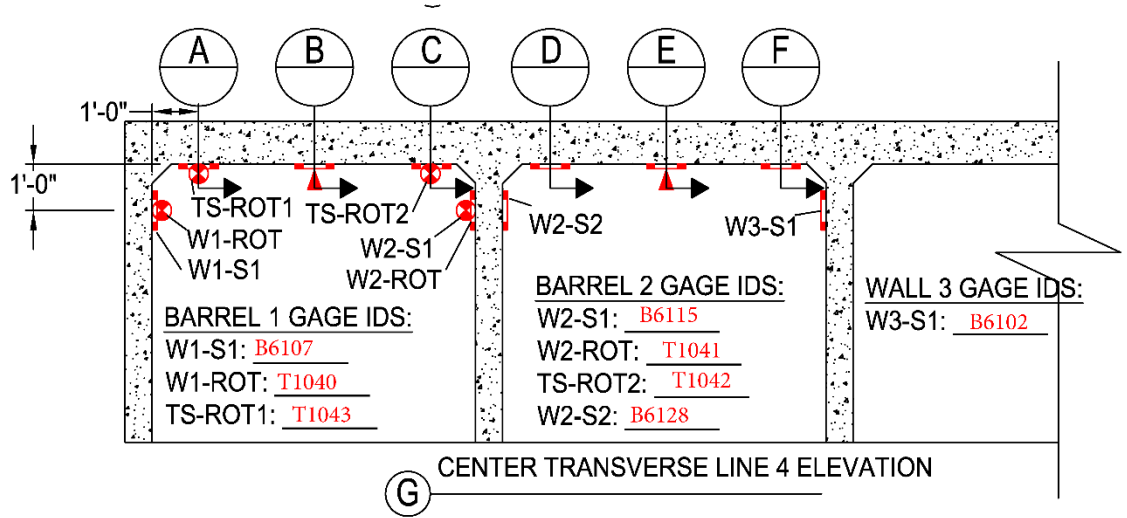 A B C D E F
1'-0"
1'-0"
TS-ROT1 TS-ROT2
W1-ROT W2-S1 W2-S2 W3-S1
W1-S1 W2-ROT
BARREL 1 GAGE IDS:
W1-S1: B6107
W1-ROT: T1040
TS-ROT1: T1043
BARREL 2 GAGE IDS:
W2-S1: B6115
W2-ROT: T1041
TS-ROT2: T1042
W2-S2: B6128
WALL 3 GAGE IDS:
W3-S1: B6102
G CENTER TRANSVERSE LINE 4 ELEVATION